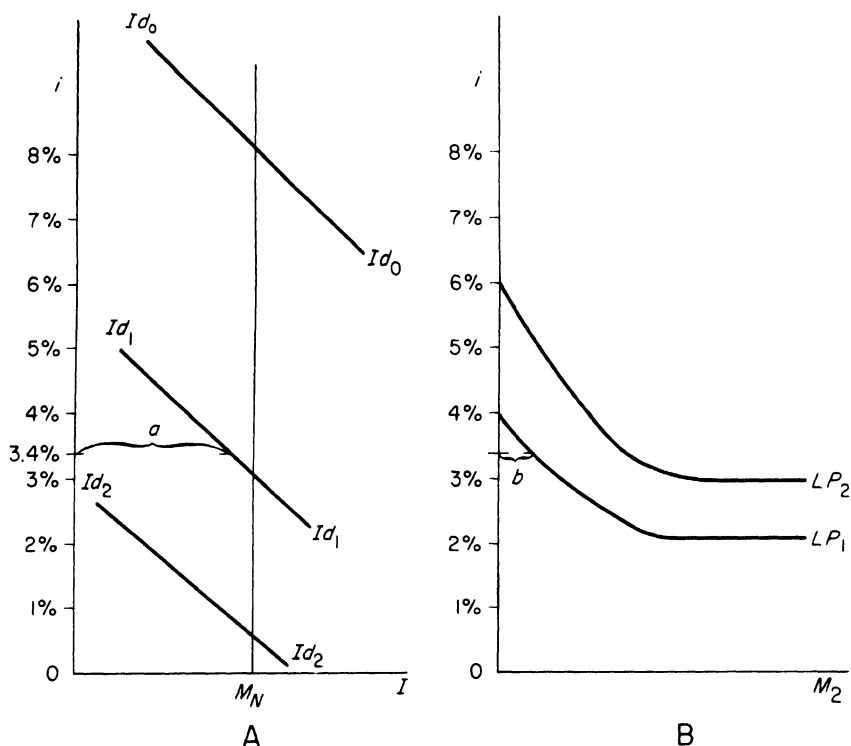 Id₀
i
8%
7%
6%
5%
4%
3.4%
3%
2%
1%
0
Id₀
Id₁
a
Id₂
Id₁
Id₂
M_N
I
A
i
8%
7%
6%
5%
4%
3%
2%
1%
0
b
LP₂
LP₁
M₂
B